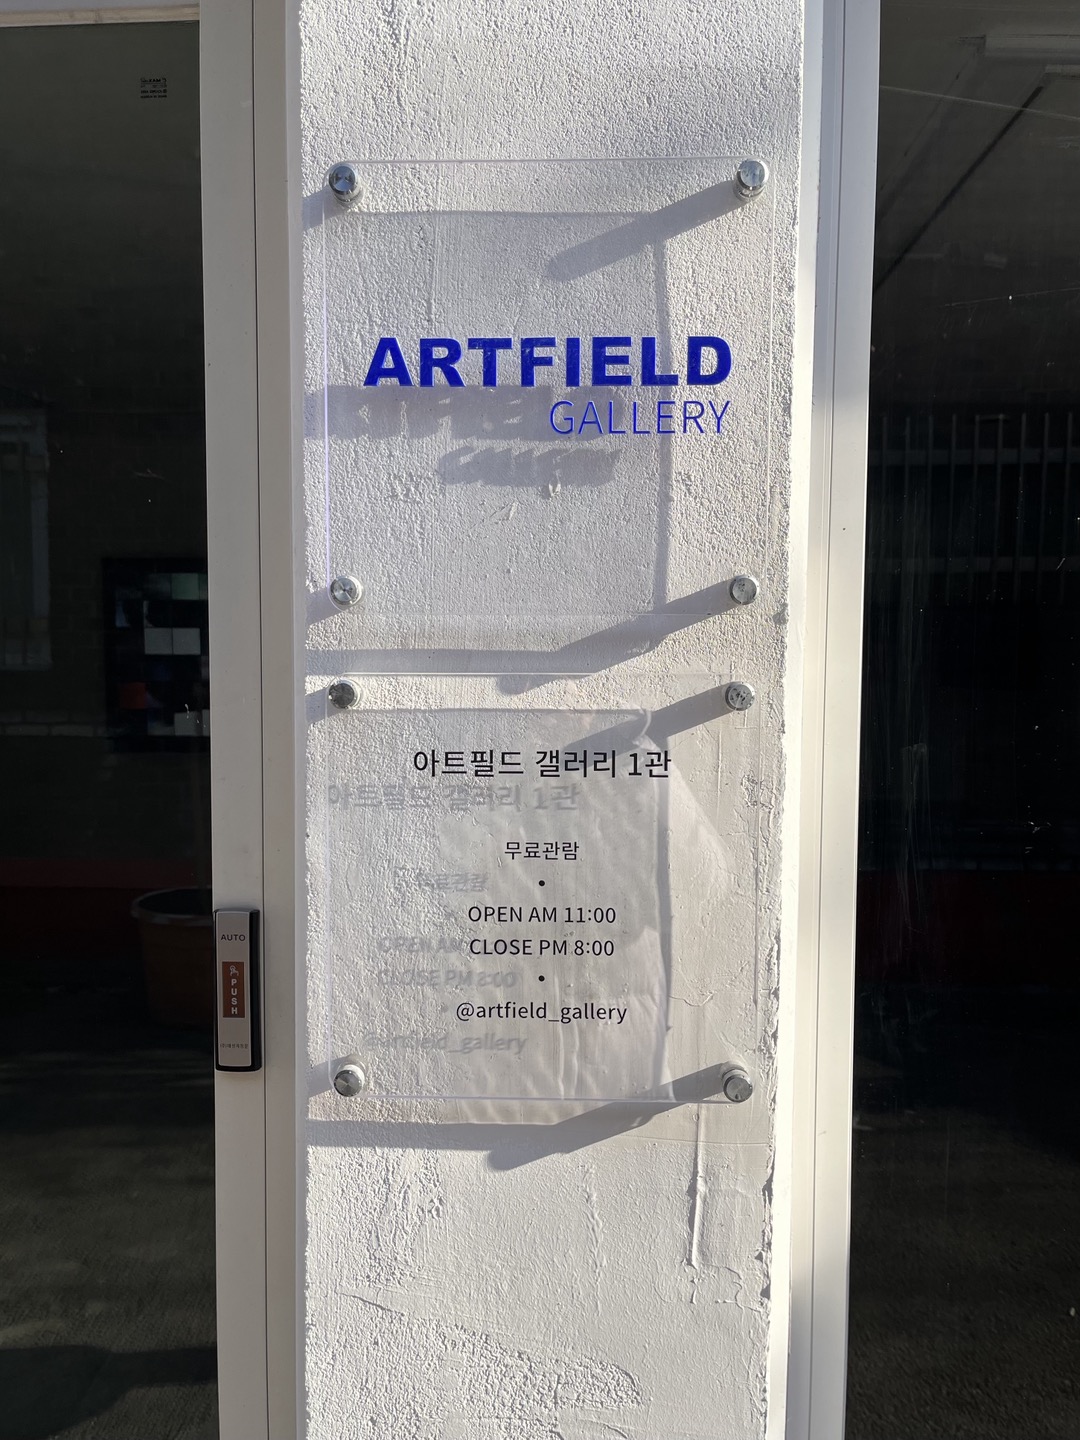 ARTFIELD
GALLERY
아트필드 갤러리 1관
무료관람
•
OPEN AM 11:00
CLOSE PM 8:00
•
@artfield_gallery
AUTO
PUSH